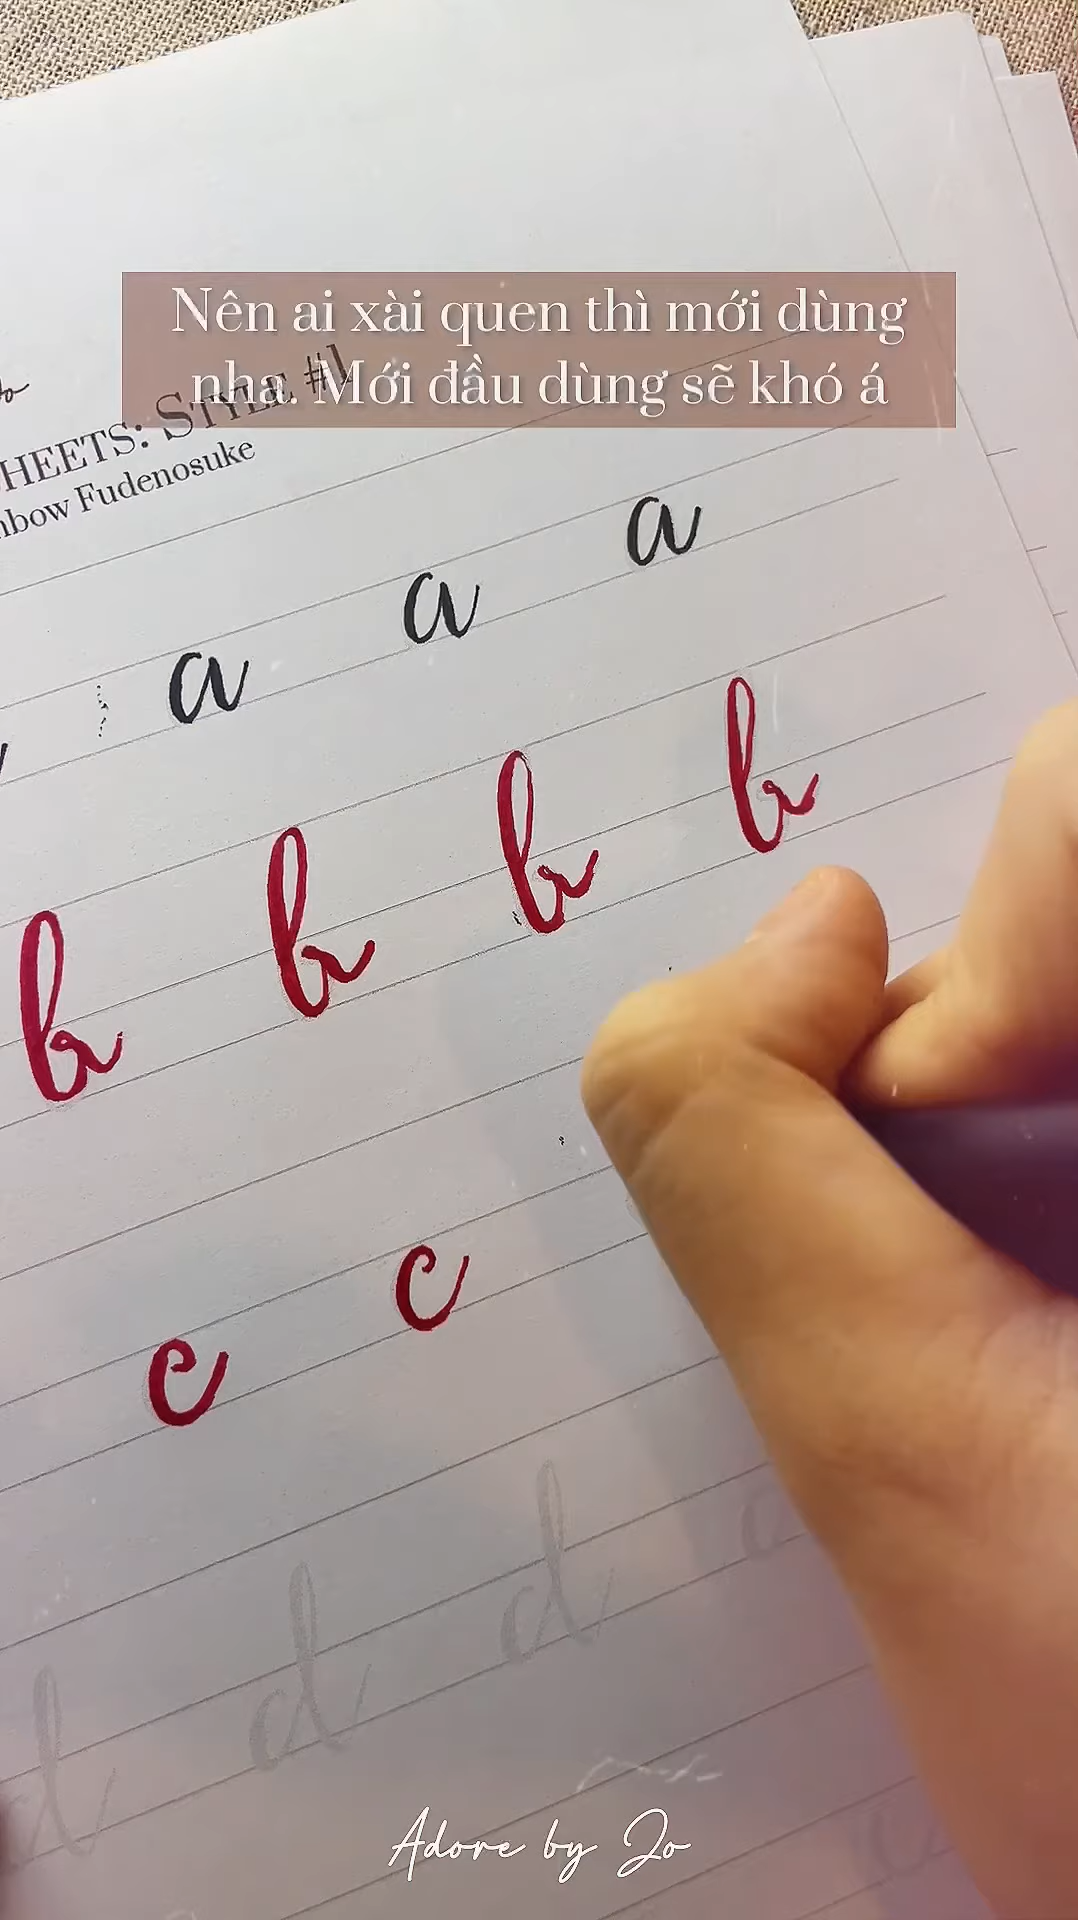 Nên ai xài quen thì mới dùng
nha. Mới đầu dùng sẽ khó á
HEETS: STYLE #1
nbow Fudenosuke
a a a
b b b b
c c
d d d
Adore by Jo